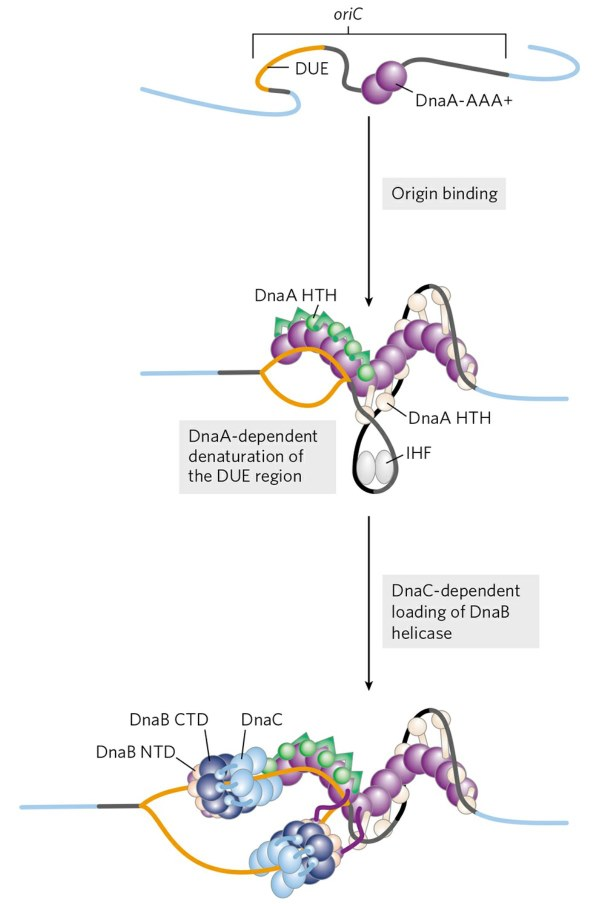 oriC
DUE
DnaA-AAA+
Origin binding
DnaA HTH
DnaA HTH
DnaA-dependent
denaturation of
the DUE region
IHF
DnaC-dependent
loading of DnaB
helicase
DnaB CTD
DnaC
DnaB NTD